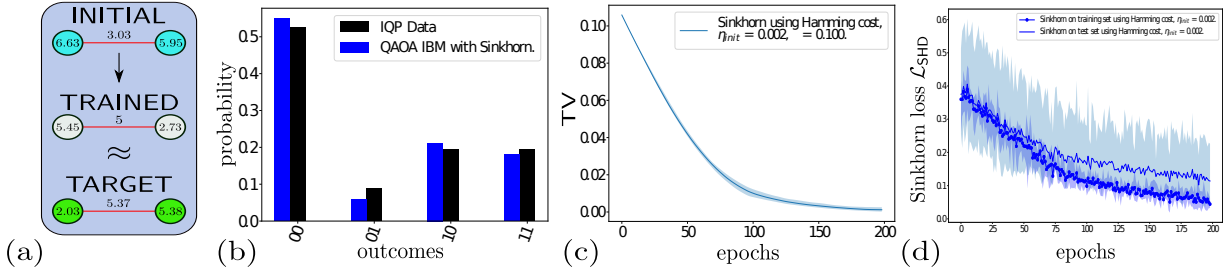 INITIAL
6.63
3.03
5.95
TRAINED
5.45
5
2.73
≈
TARGET
2.03
5.37
5.38
(a)
probability
0.5
0.4
0.3
0.2
0.1
0.0
IQP Data
QAOA IBM with Sinkhorn.
00
01
10
11
outcomes
(b)
TV
0.10
0.08
0.06
0.04
0.02
0.00
Sinkhorn using Hamming cost,
η_init = 0.002, = 0.100.
0
50
100
150
200
epochs
(c)
Sinkhorn loss 𝓛_SHD
0.6
0.5
0.4
0.3
0.2
0.1
0.0
Sinkhorn on training set using Hamming cost, η_init = 0.002.
Sinkhorn on test set using Hamming cost, η_init = 0.002.
0
25
50
75
100
125
150
175
200
epochs
(d)